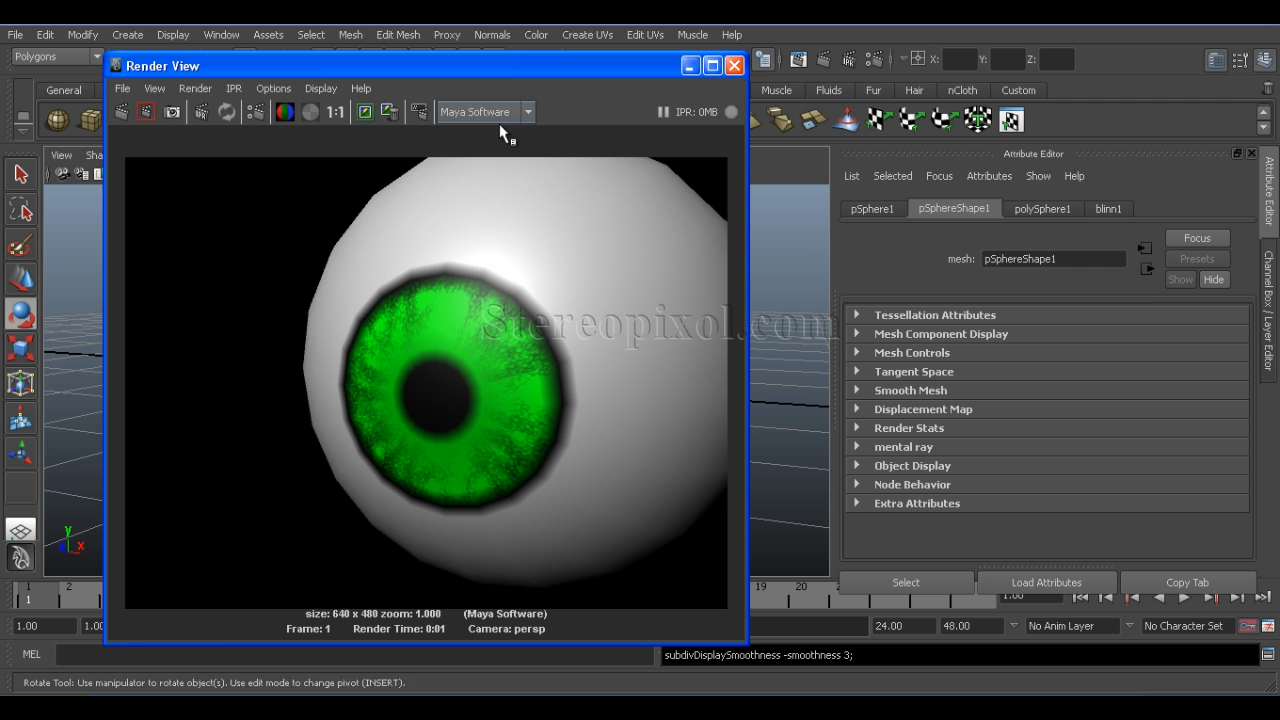 File Edit Modify Create Display Window Assets Select Mesh Edit Mesh Proxy Normals Color Create UVs Edit UVs Muscle Help
Polygons
X: Y: Z:
Render View
General
Muscle Fluids Fur Hair nCloth Custom
File View Render IPR Options Display Help
1:1
Maya Software
IPR: 0MB
View Sha
Attribute Editor
List Selected Focus Attributes Show Help
pSphere1 pSphereShape1 polySphere1 blinn1
mesh: pSphereShape1
Focus
Presets
Show Hide
Tessellation Attributes
Mesh Component Display
Mesh Controls
Tangent Space
Smooth Mesh
Displacement Map
Render Stats
mental ray
Object Display
Node Behavior
Extra Attributes
Select Load Attributes Copy Tab
Attribute Editor
Channel Box / Layer Editor
Stereopixol.com
y
x
1 2 19 20
1
1.00
size: 640 x 480 zoom: 1.000 (Maya Software)
Frame: 1 Render Time: 0:01 Camera: persp
1.00 1.00 24.00 48.00 No Anim Layer No Character Set
MEL
subdivDisplaySmoothness -smoothness 3;
Rotate Tool: Use manipulator to rotate object(s). Use edit mode to change pivot (INSERT).